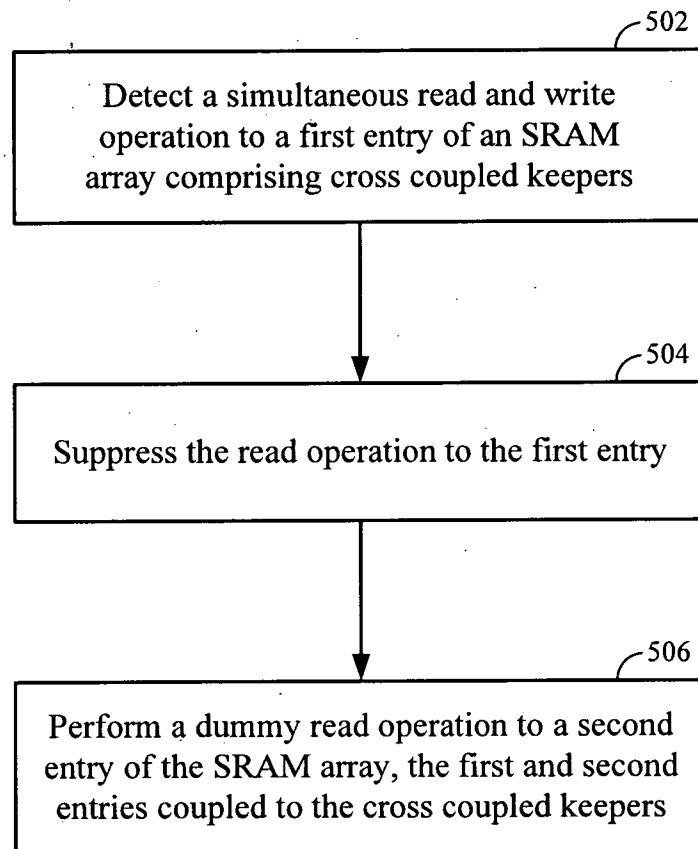 502
Detect a simultaneous read and write
operation to a first entry of an SRAM
array comprising cross coupled keepers
504
Suppress the read operation to the first entry
506
Perform a dummy read operation to a second
entry of the SRAM array, the first and second
entries coupled to the cross coupled keepers